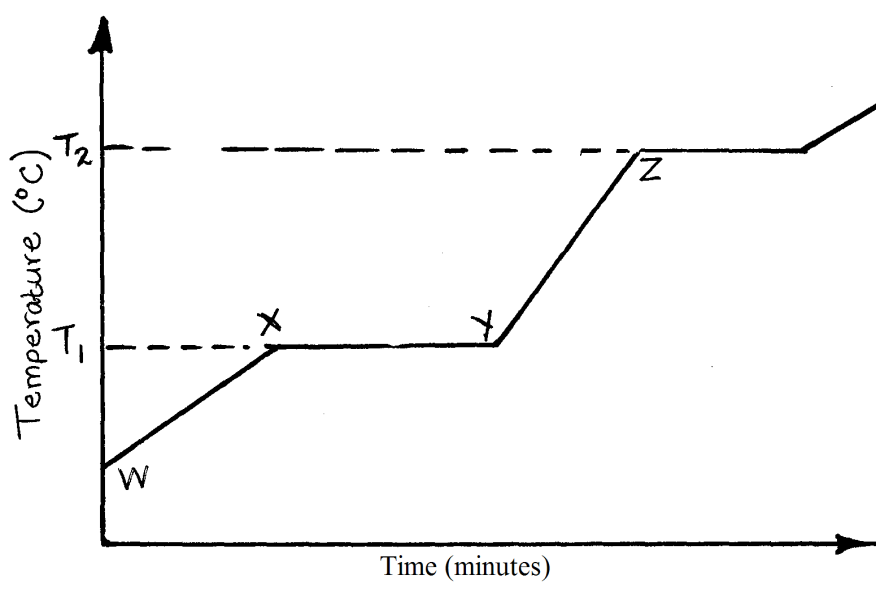 T₂
Z
Temperature (°C)
X
Y
T₁
W
Time (minutes)